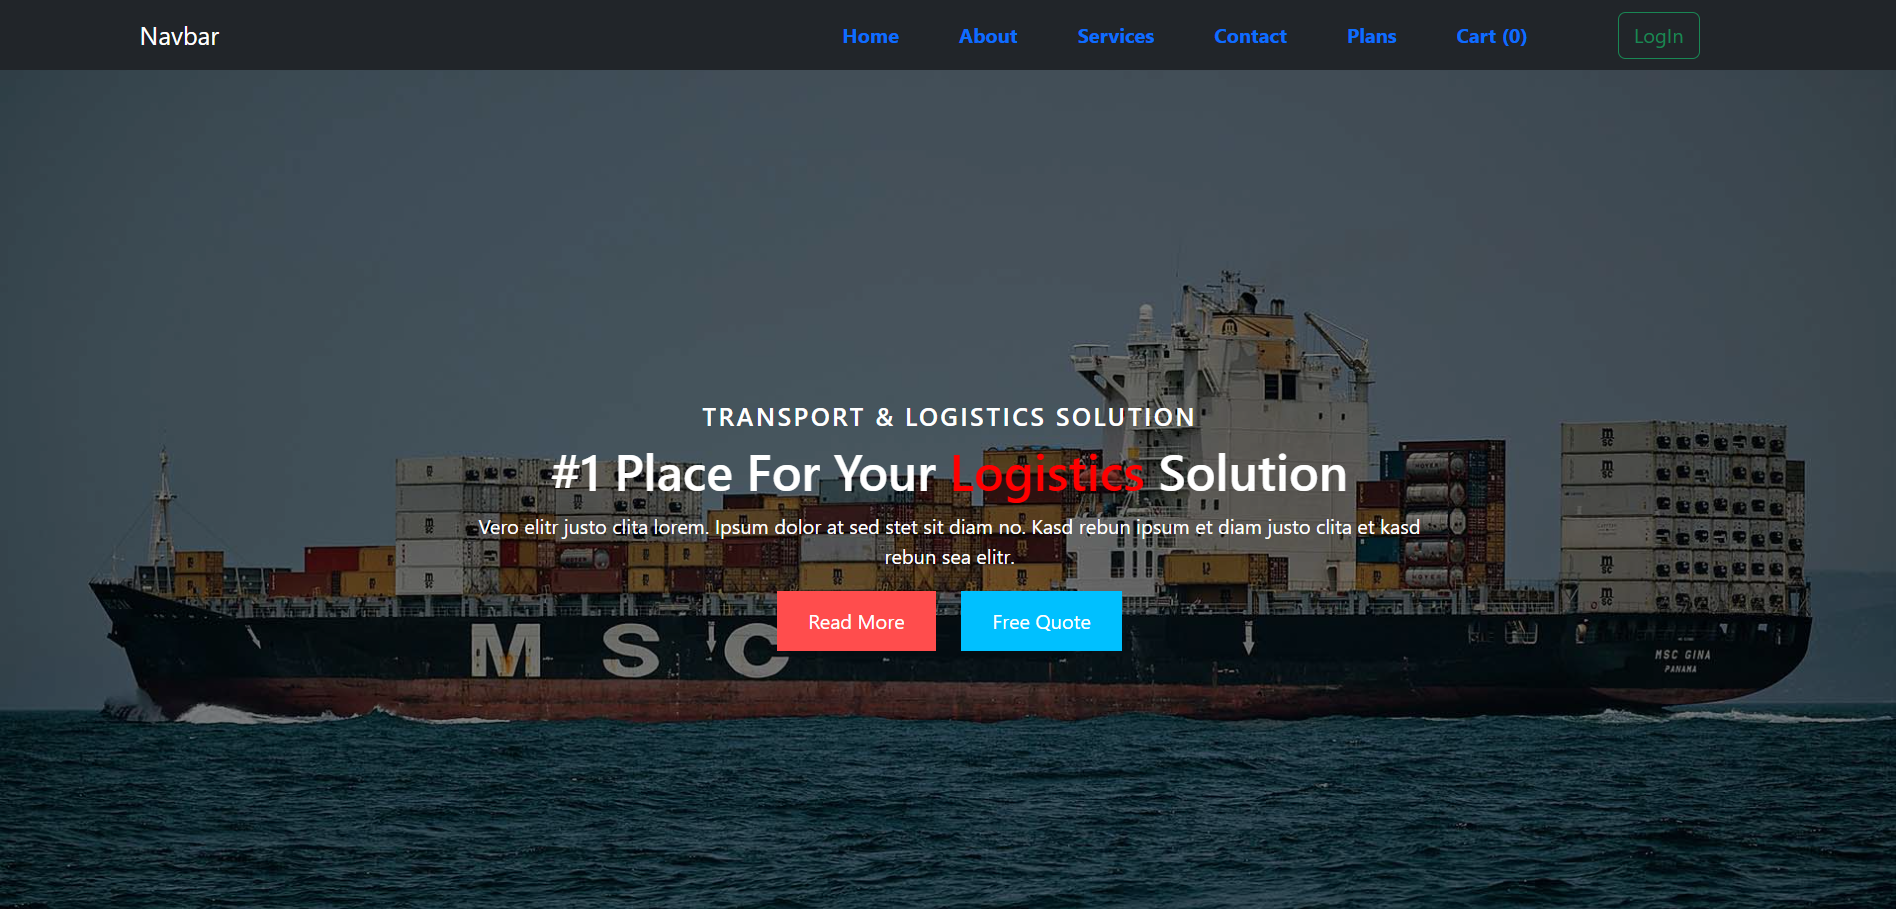 Navbar
Home About Services Contact Plans Cart (0) LogIn
TRANSPORT & LOGISTICS SOLUTION
#1 Place For Your Logistics Solution
Vero elitr justo clita lorem. Ipsum dolor at sed stet sit diam no. Kasd rebun ipsum et diam justo clita et kasd
rebun sea elitr.
Read More Free Quote
M S C
MSC GINA
PANAMA